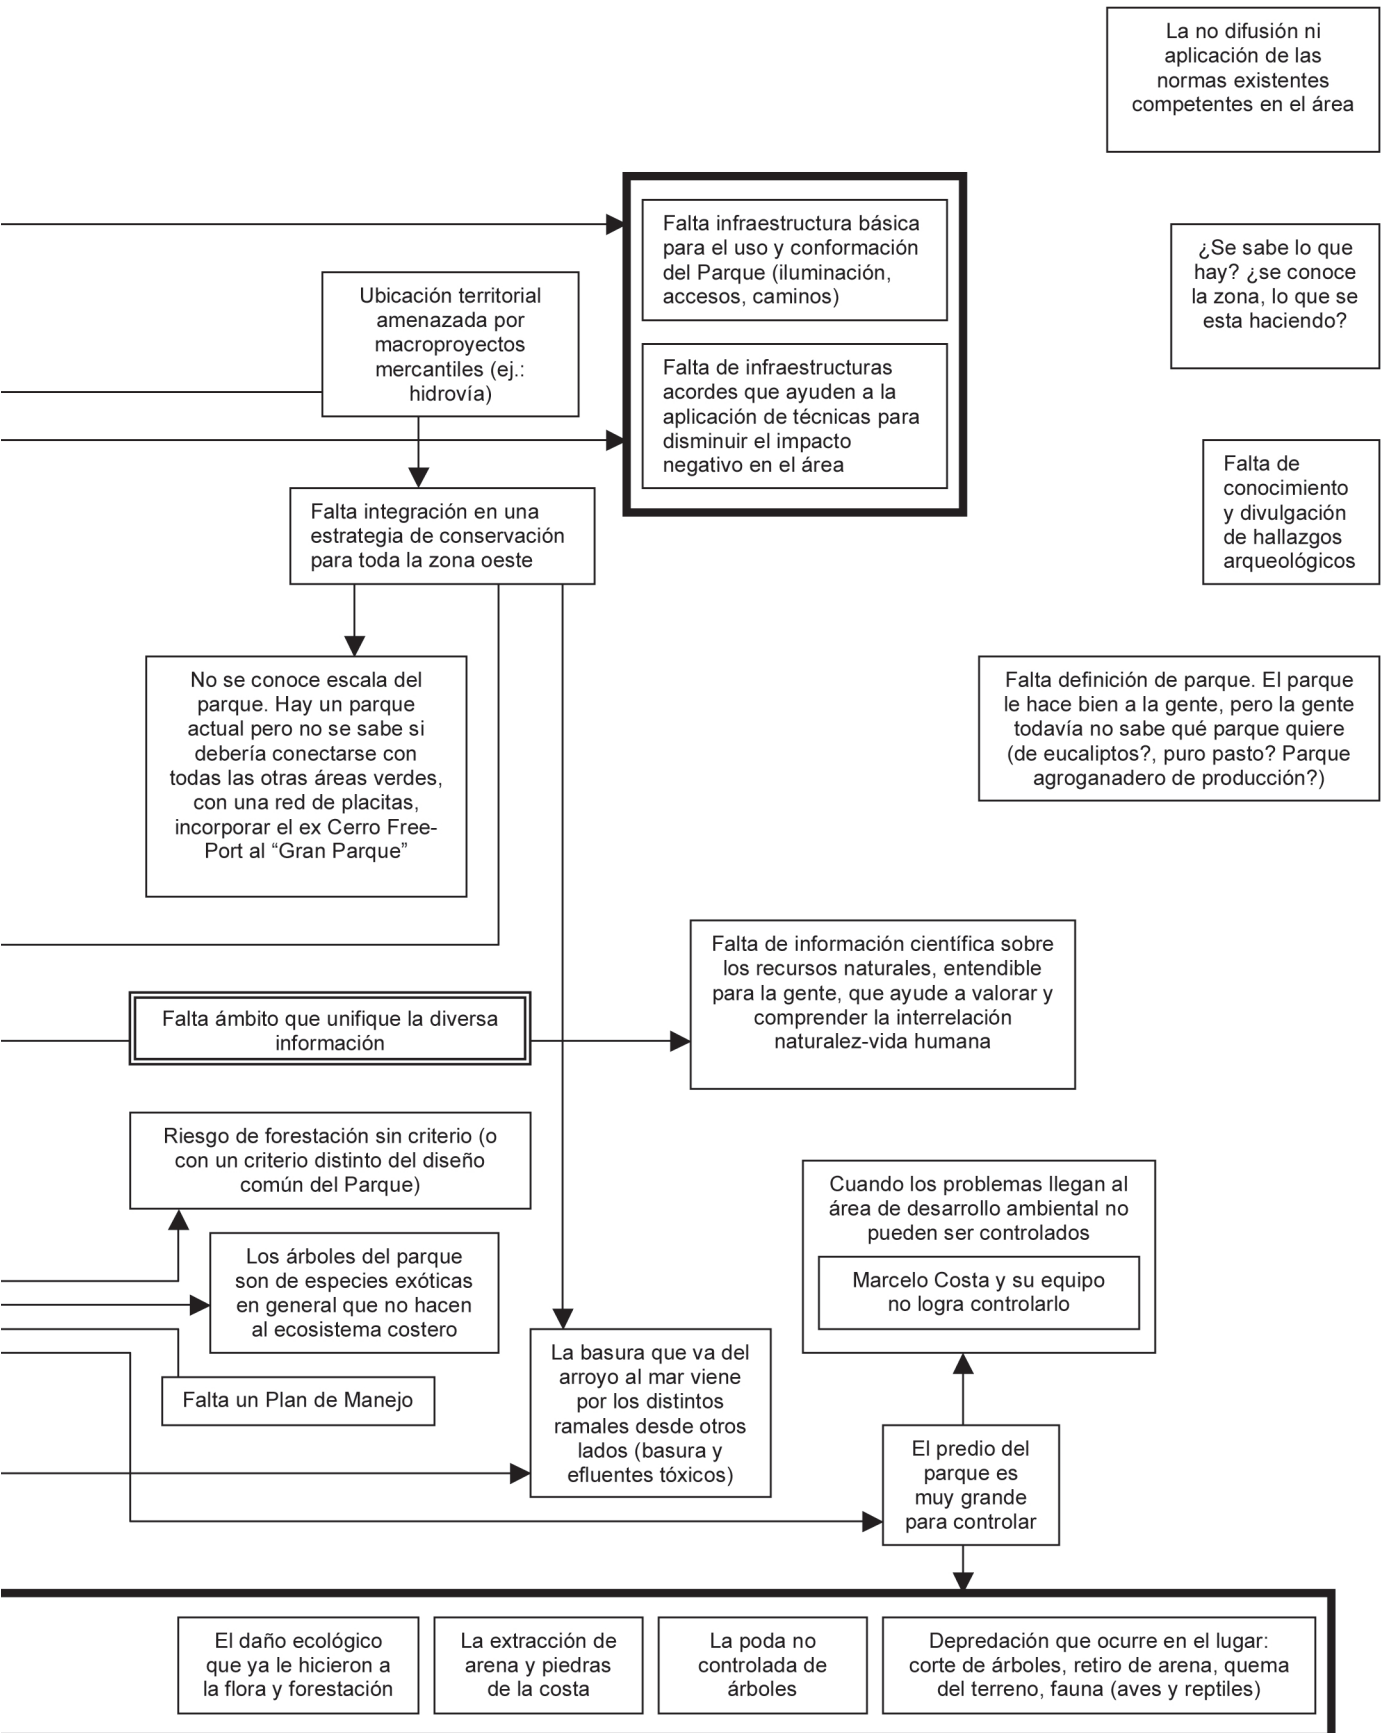 La no difusión ni
aplicación de las
normas existentes
competentes en el área
Falta infraestructura básica
para el uso y conformación
del Parque (iluminación,
accesos, caminos)
¿Se sabe lo que
hay? ¿se conoce
la zona, lo que se
esta haciendo?
Ubicación territorial
amenazada por
macroproyectos
mercantiles (ej.:
hidrovía)
Falta de infraestructuras
acordes que ayuden a la
aplicación de técnicas para
disminuir el impacto
negativo en el área
Falta de
conocimiento
y divulgación
de hallazgos
arqueológicos
Falta integración en una
estrategia de conservación
para toda la zona oeste
No se conoce escala del
parque. Hay un parque
actual pero no se sabe si
debería conectarse con
todas las otras áreas verdes,
con una red de placitas,
incorporar el ex Cerro Free-
Port al “Gran Parque”
Falta definición de parque. El parque
le hace bien a la gente, pero la gente
todavía no sabe qué parque quiere
(de eucaliptos?, puro pasto? Parque
agroganadero de producción?)
Falta de información científica sobre
los recursos naturales, entendible
para la gente, que ayude a valorar y
comprender la interrelación
naturalez-vida humana
Falta ámbito que unifique la diversa
información
Riesgo de forestación sin criterio (o
con un criterio distinto del diseño
común del Parque)
Cuando los problemas llegan al
área de desarrollo ambiental no
pueden ser controlados
Marcelo Costa y su equipo
no logra controlarlo
Los árboles del parque
son de especies exóticas
en general que no hacen
al ecosistema costero
La basura que va del
arroyo al mar viene
por los distintos
ramales desde otros
lados (basura y
efluentes tóxicos)
Falta un Plan de Manejo
El predio del
parque es
muy grande
para controlar
El daño ecológico
que ya le hicieron a
la flora y forestación
La extracción de
arena y piedras
de la costa
La poda no
controlada de
árboles
Depredación que ocurre en el lugar:
corte de árboles, retiro de arena, quema
del terreno, fauna (aves y reptiles)